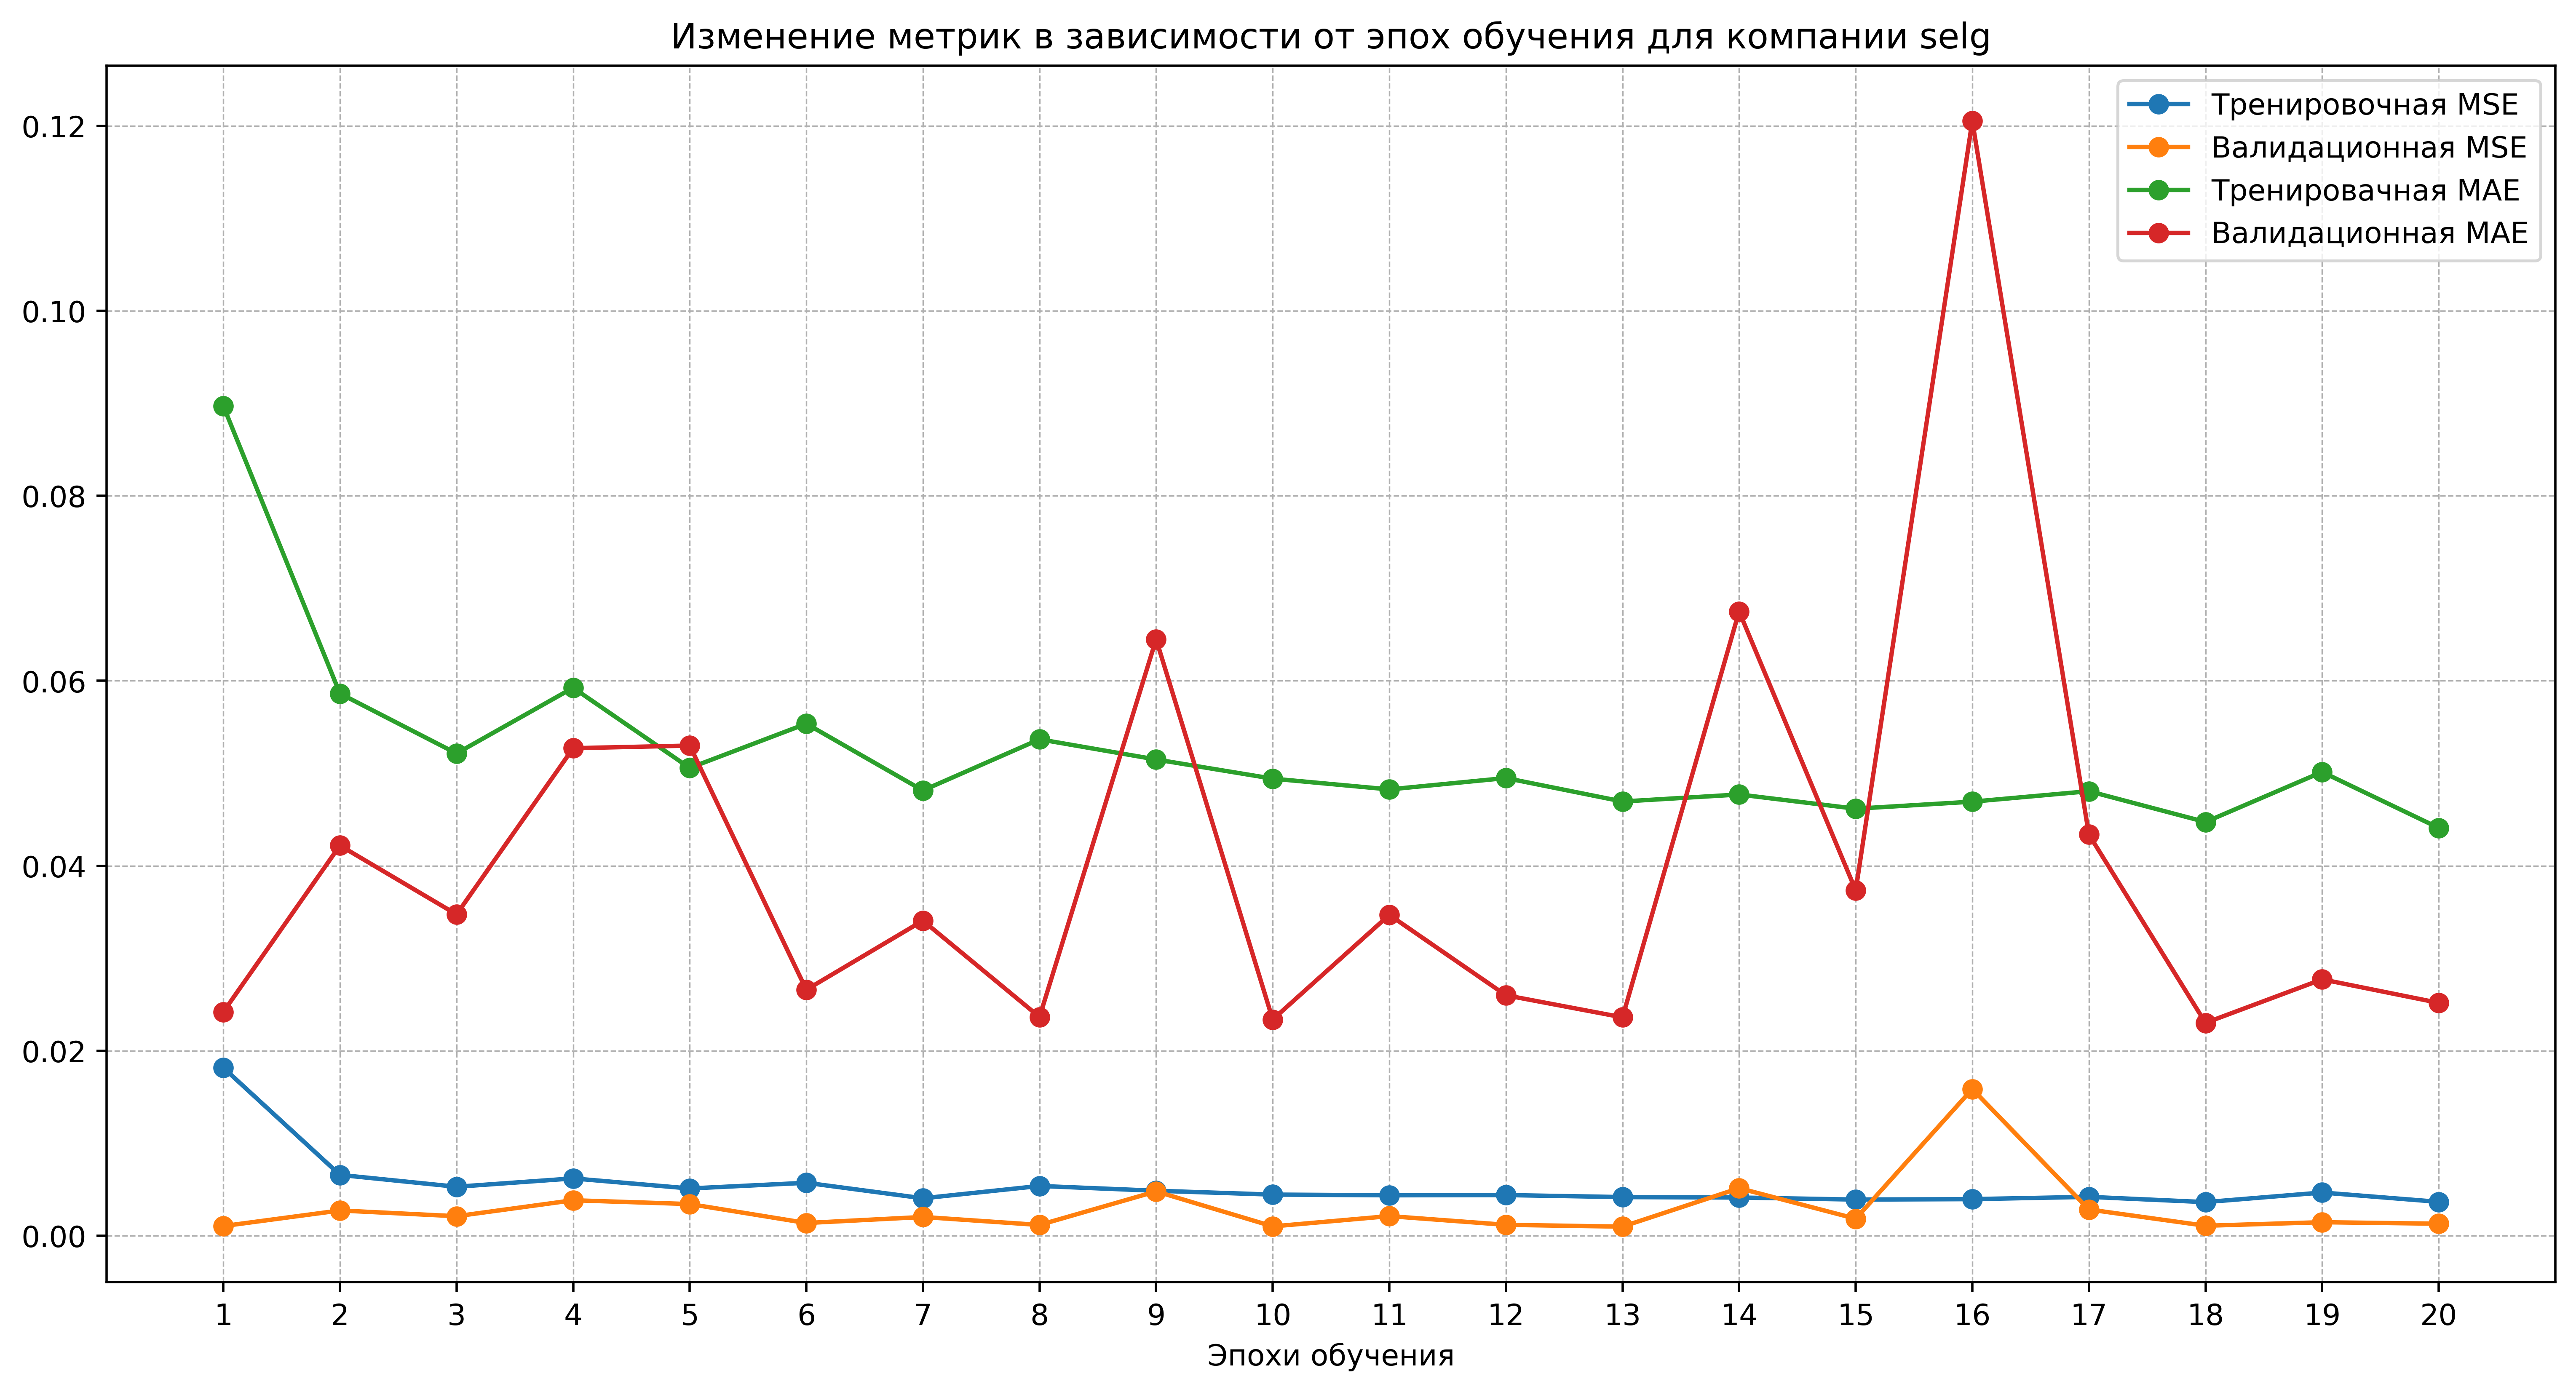 Изменение метрик в зависимости от эпох обучения для компании selg
Тренировочная MSE
Валидационная MSE
Тренировачная MAE
Валидационная MAE
0.12
0.10
0.08
0.06
0.04
0.02
0.00
1 2 3 4 5 6 7 8 9 10 11 12 13 14 15 16 17 18 19 20
Эпохи обучения